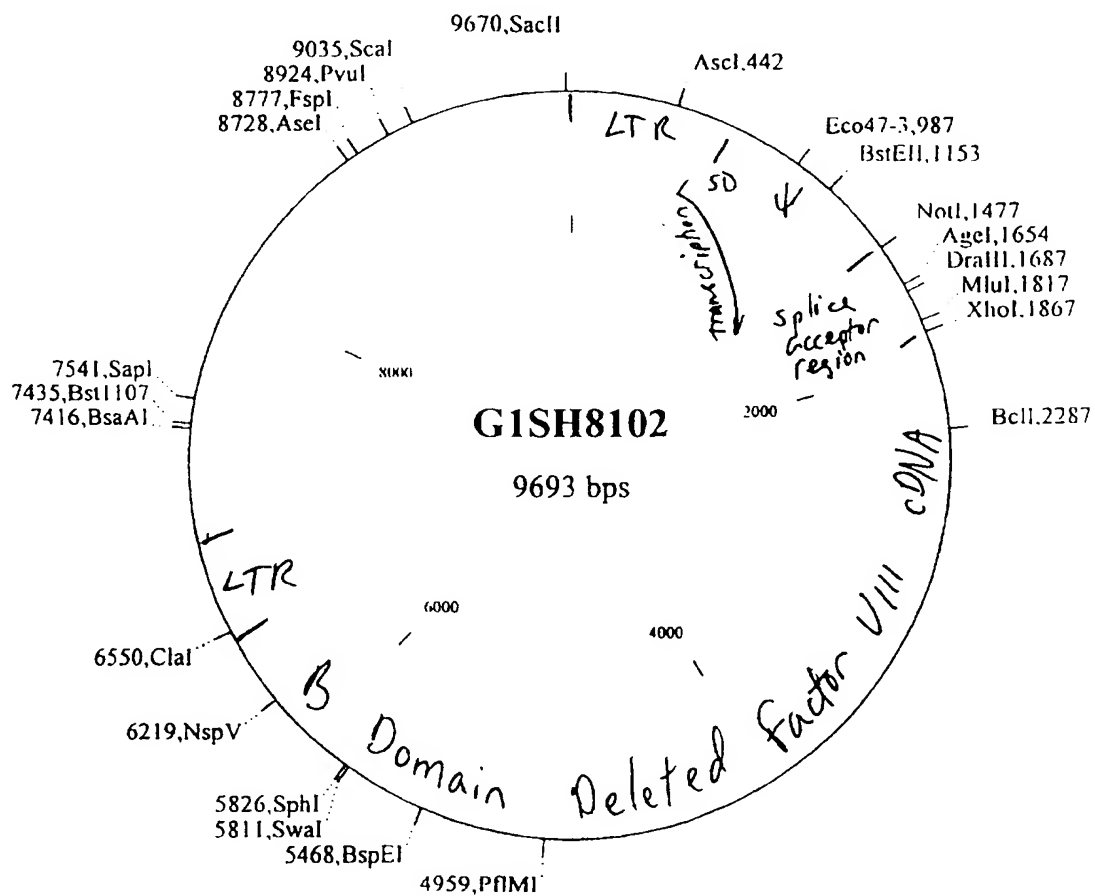 9670,SacII
9035,ScaI
8924,PvuI
8777,FspI
8728,AseI
AscI,442
Eco47-3,987
BstEII,1153
NotI,1477
AgeI,1654
DraIII,1687
MluI,1817
XhoI,1867
BclI,2287
LTR
SD
Ψ
transcription
splice
acceptor
region
7541,SapI
7435,Bst1107
7416,BsaAI
8000
2000
G1SH8102
9693 bps
6000
4000
LTR
6550,ClaI
6219,NspV
5826,SphI
5811,SwaI
5468,BspEI
4959,PflMI
B Domain Deleted Factor VIII cDNA